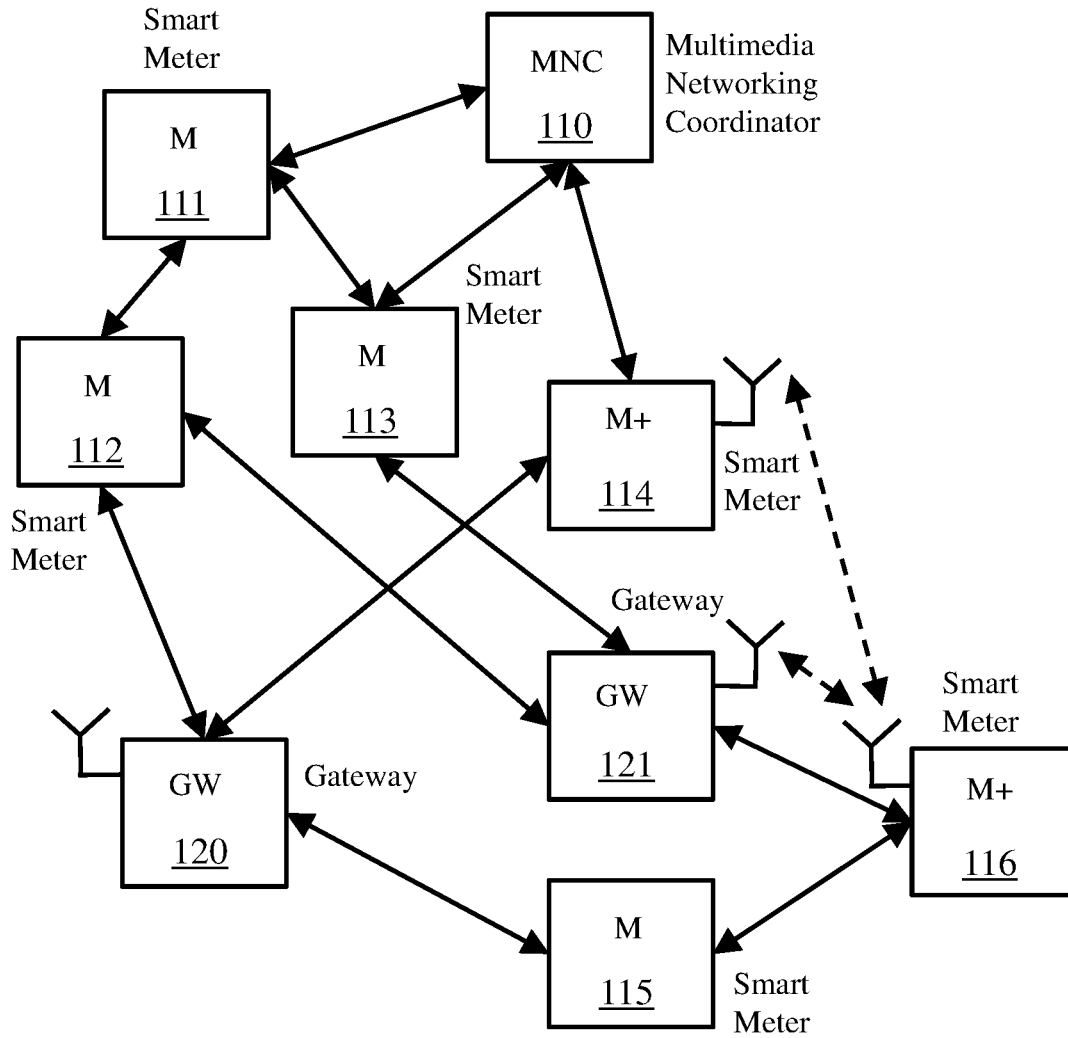 Smart
Meter
MNC
110
Multimedia
Networking
Coordinator
M
111
Smart
Meter
M
112
M
113
M+
114
Smart
Meter
Smart
Meter
Gateway
GW
121
Smart
Meter
GW
120
Gateway
M+
116
M
115
Smart
Meter